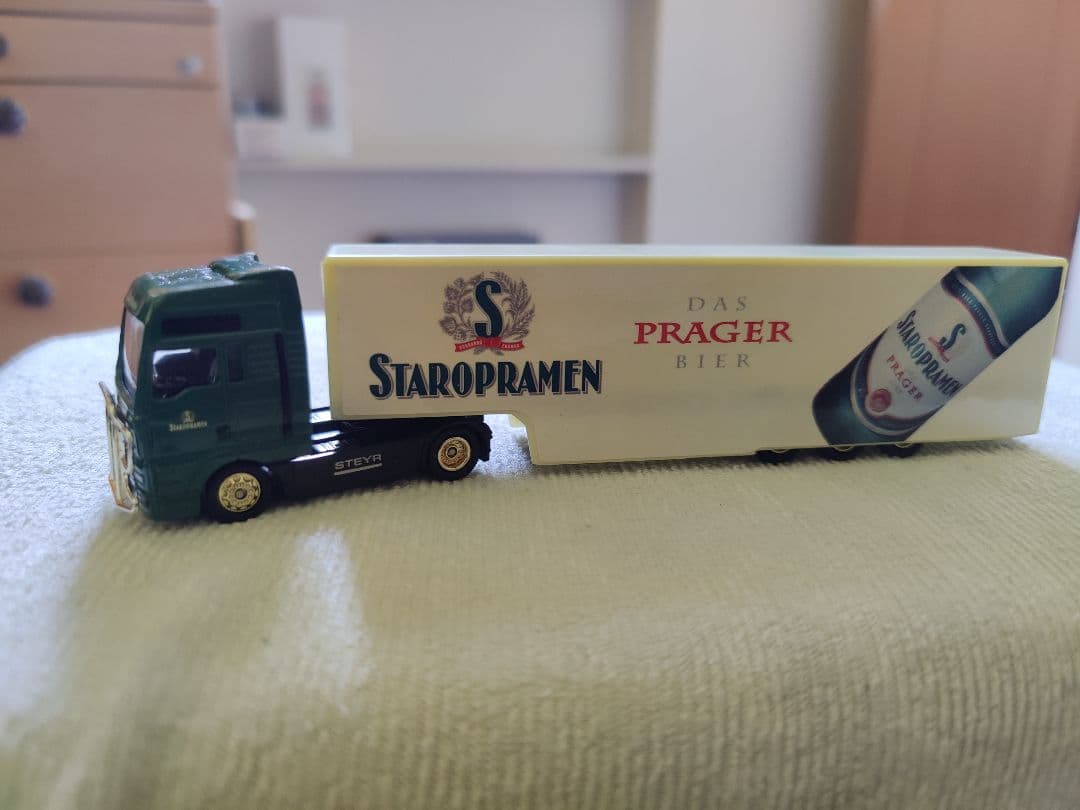 S
STAROPRAMEN
DAS
PRAGER
BIER
STAROPRAMEN
S
PRAGER
STAROPRAMEN
STEYR